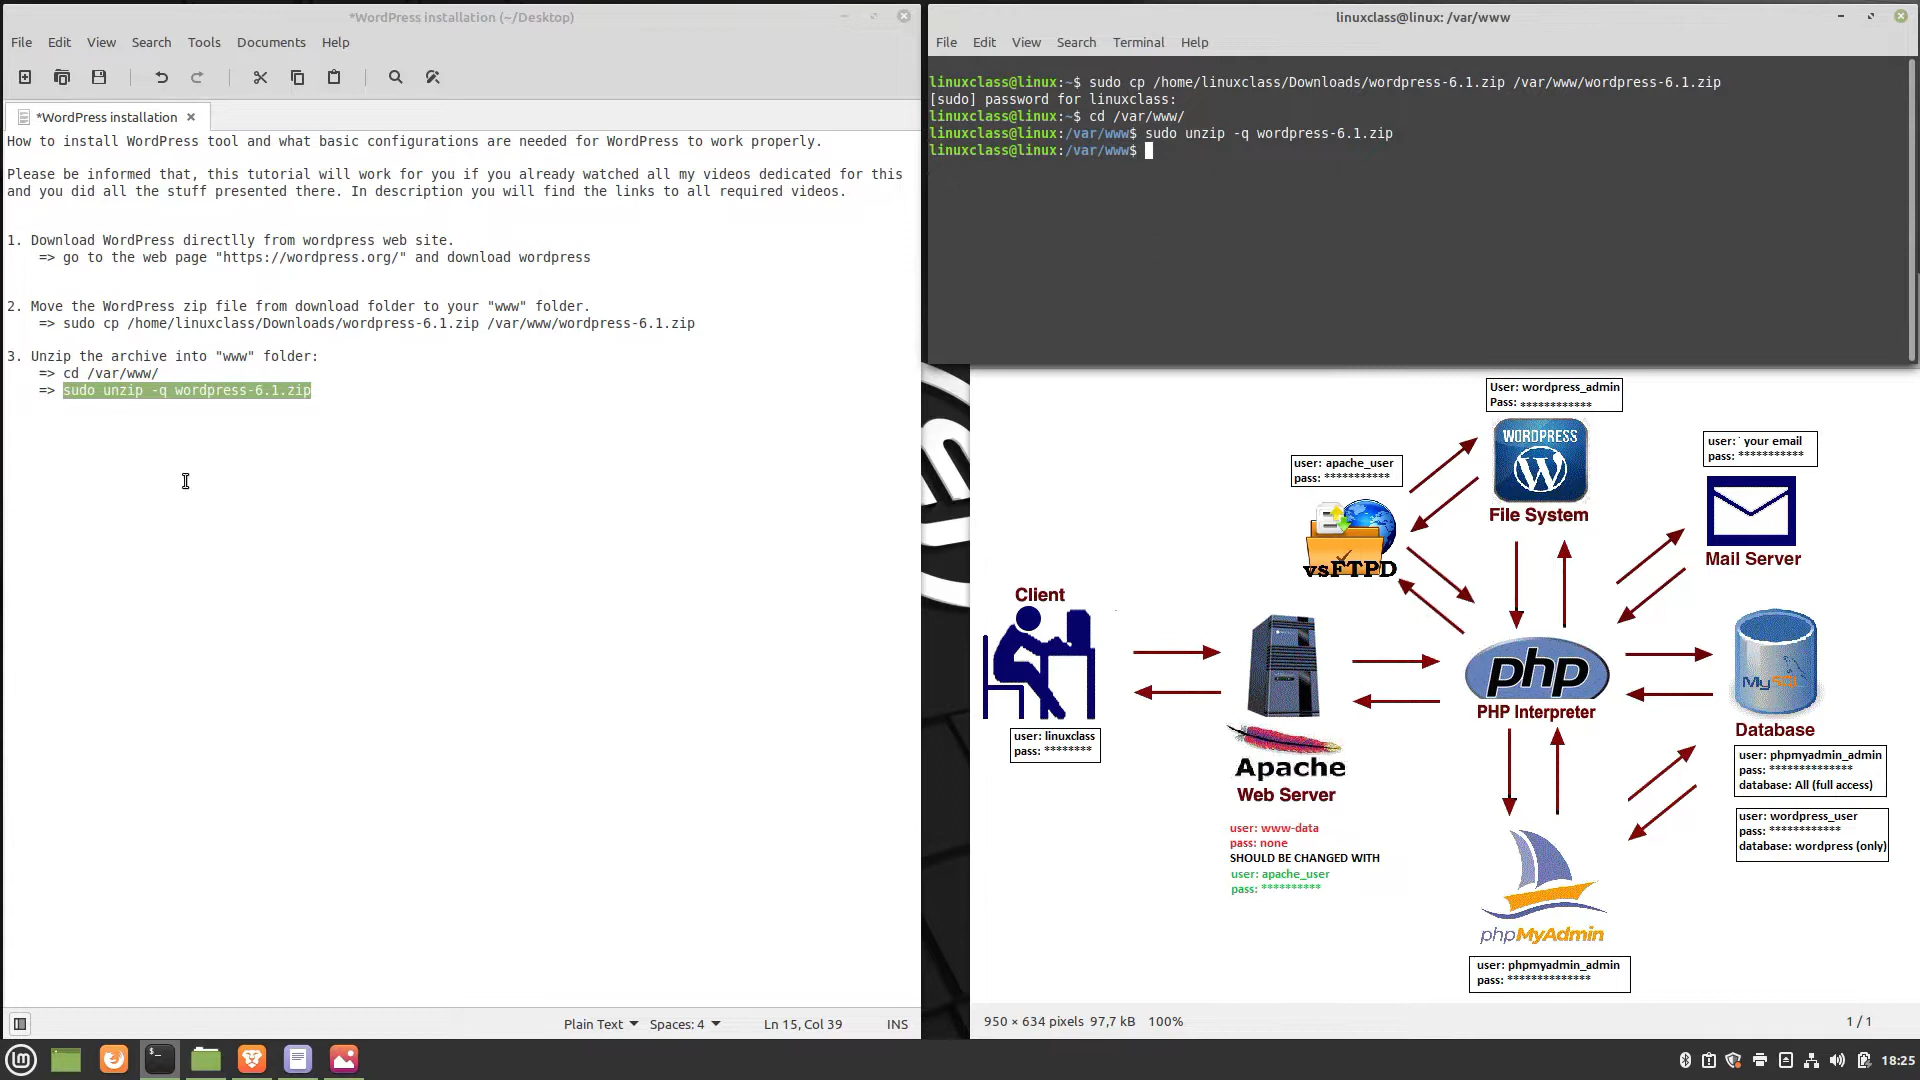 *WordPress installation (~/Desktop)
File Edit View Search Tools Documents Help
*WordPress installation
How to install WordPress tool and what basic configurations are needed for WordPress to work properly.
Please be informed that, this tutorial will work for you if you already watched all my videos dedicated for this
and you did all the stuff presented there. In description you will find the links to all required videos.
1. Download WordPress directlly from wordpress web site.
=> go to the web page "https://wordpress.org/" and download wordpress
2. Move the WordPress zip file from download folder to your "www" folder.
=> sudo cp /home/linuxclass/Downloads/wordpress-6.1.zip /var/www/wordpress-6.1.zip
3. Unzip the archive into "www" folder:
=> cd /var/www/
=> sudo unzip -q wordpress-6.1.zip
Plain Text Spaces: 4 Ln 15, Col 39 INS
linuxclass@linux: /var/www
File Edit View Search Terminal Help
linuxclass@linux:~$ sudo cp /home/linuxclass/Downloads/wordpress-6.1.zip /var/www/wordpress-6.1.zip
[sudo] password for linuxclass:
linuxclass@linux:~$ cd /var/www/
linuxclass@linux:/var/www$ sudo unzip -q wordpress-6.1.zip
linuxclass@linux:/var/www$
User: wordpress_admin
Pass: ************
WORDPRESS
File System
user: apache_user
pass: ***********
vsFTPD
user: your email
pass: ***********
Mail Server
Client
user: linuxclass
pass: ********
Apache
Web Server
user: www-data
pass: none
SHOULD BE CHANGED WITH
user: apache_user
pass: **********
php
PHP Interpreter
MySQL
Database
user: phpmyadmin_admin
pass: **************
database: All (full access)
user: wordpress_user
pass: ************
database: wordpress (only)
phpMyAdmin
user: phpmyadmin_admin
pass: **************
950 × 634 pixels 97,7 kB 100%
1 / 1
18:25